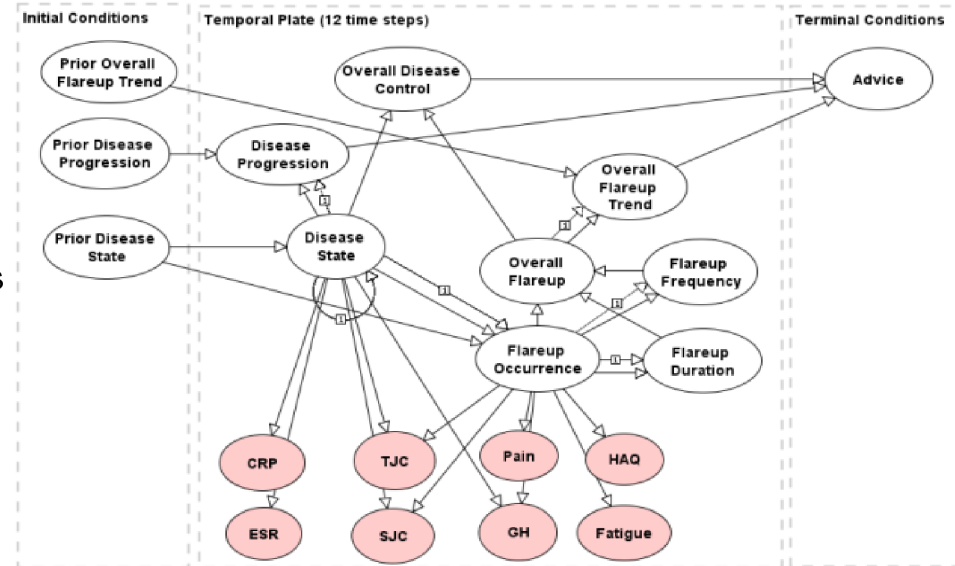 Initial Conditions
Temporal Plate (12 time steps)
Terminal Conditions
Prior Overall
Flareup Trend
Overall Disease
Control
Advice
Prior Disease
Progression
Disease
Progression
Overall
Flareup
Trend
Prior Disease
State
Disease
State
1
1
Overall
Flareup
Flareup
Frequency
s
1
1
1
Flareup
Occurrence
1
Flareup
Duration
CRP
TJC
Pain
HAQ
ESR
SJC
GH
Fatigue